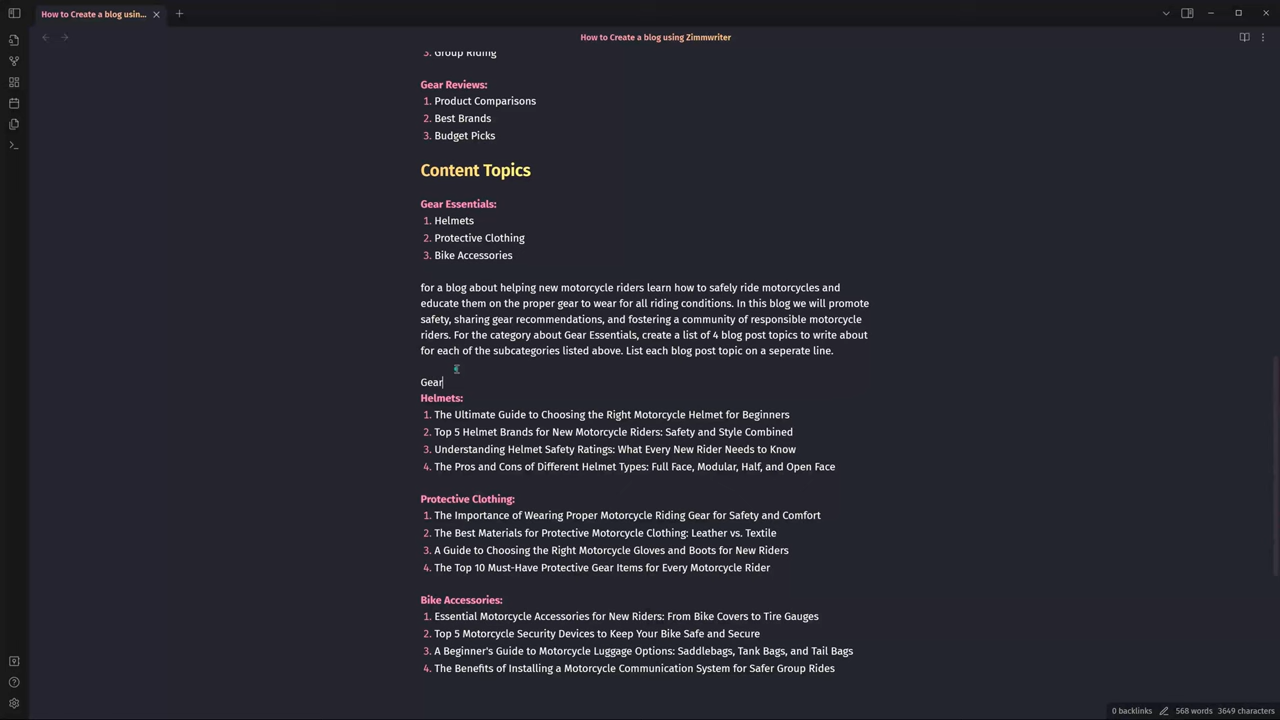 How to Create a blog usin...
How to Create a blog using Zimmwriter
3. Group Riding
Gear Reviews:
1. Product Comparisons
2. Best Brands
3. Budget Picks
Content Topics
Gear Essentials:
1. Helmets
2. Protective Clothing
3. Bike Accessories
for a blog about helping new motorcycle riders learn how to safely ride motorcycles and
educate them on the proper gear to wear for all riding conditions. In this blog we will promote
safety, sharing gear recommendations, and fostering a community of responsible motorcycle
riders. For the category about Gear Essentials, create a list of 4 blog post topics to write about
for each of the subcategories listed above. List each blog post topic on a seperate line.
Gear
Helmets:
1. The Ultimate Guide to Choosing the Right Motorcycle Helmet for Beginners
2. Top 5 Helmet Brands for New Motorcycle Riders: Safety and Style Combined
3. Understanding Helmet Safety Ratings: What Every New Rider Needs to Know
4. The Pros and Cons of Different Helmet Types: Full Face, Modular, Half, and Open Face
Protective Clothing:
1. The Importance of Wearing Proper Motorcycle Riding Gear for Safety and Comfort
2. The Best Materials for Protective Motorcycle Clothing: Leather vs. Textile
3. A Guide to Choosing the Right Motorcycle Gloves and Boots for New Riders
4. The Top 10 Must-Have Protective Gear Items for Every Motorcycle Rider
Bike Accessories:
1. Essential Motorcycle Accessories for New Riders: From Bike Covers to Tire Gauges
2. Top 5 Motorcycle Security Devices to Keep Your Bike Safe and Secure
3. A Beginner's Guide to Motorcycle Luggage Options: Saddlebags, Tank Bags, and Tail Bags
4. The Benefits of Installing a Motorcycle Communication System for Safer Group Rides
0 backlinks 568 words 3649 characters